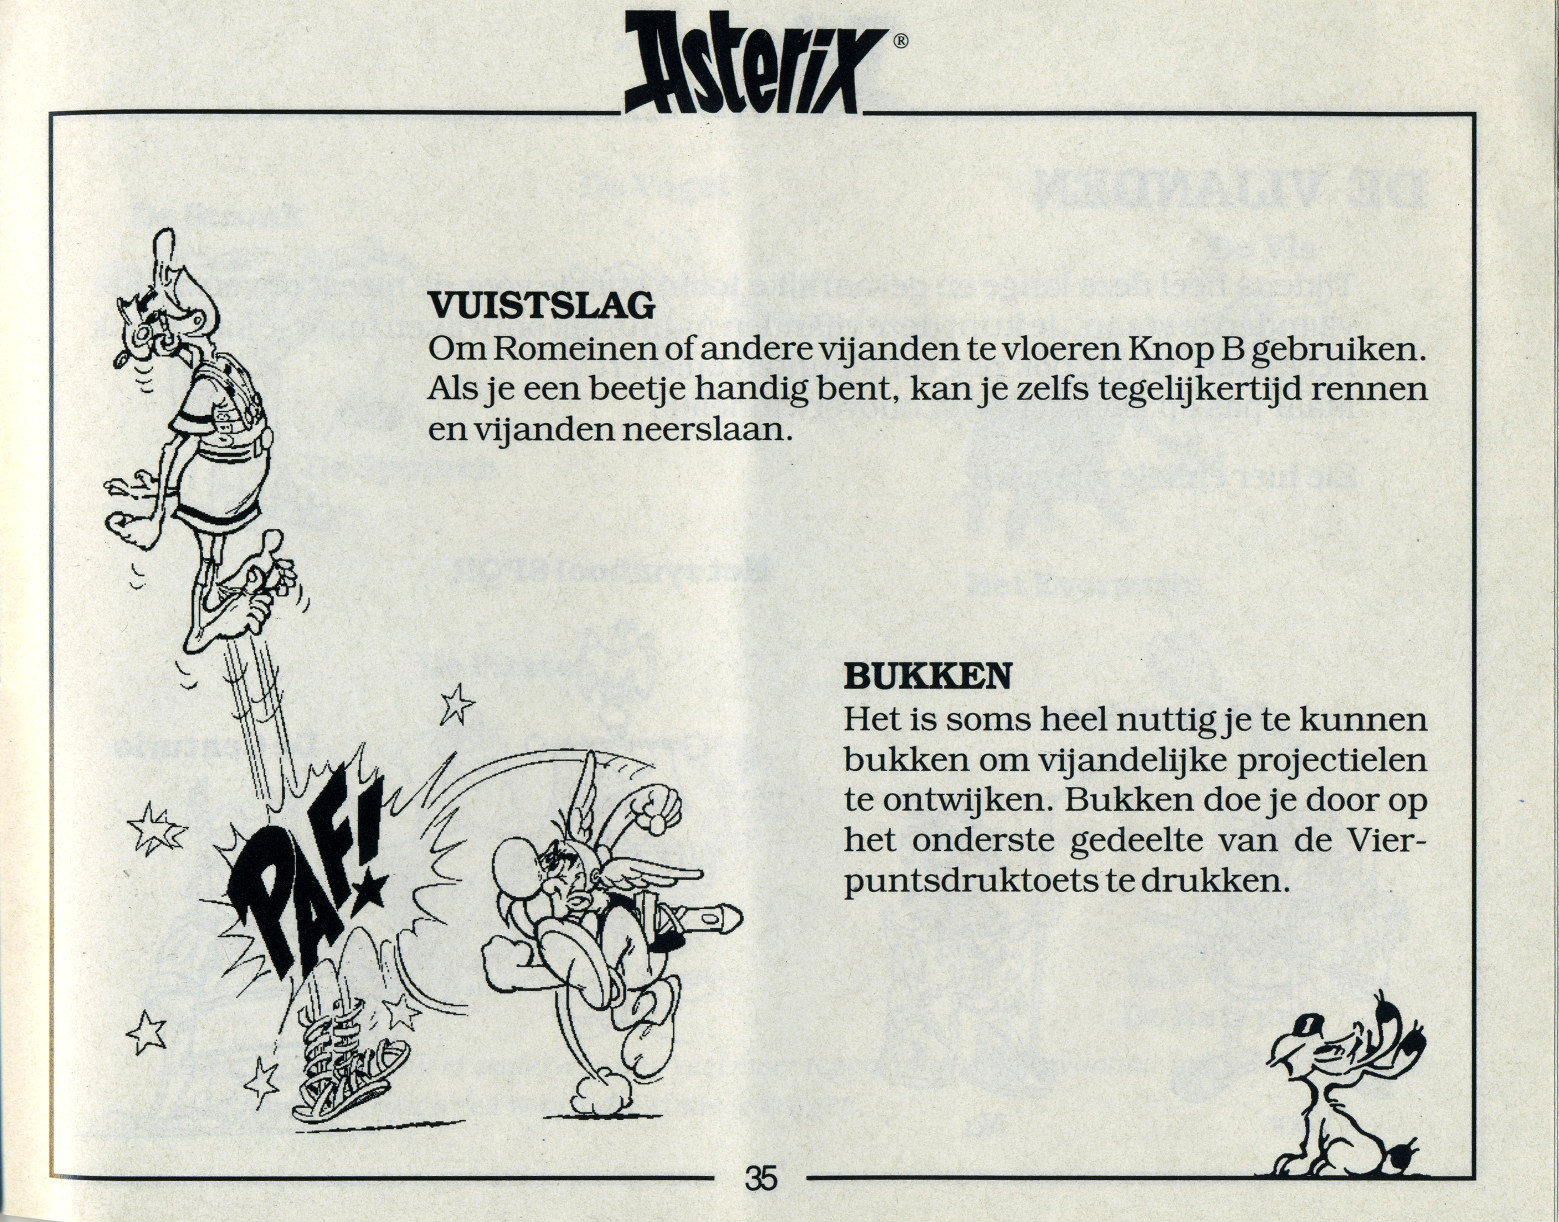 Asterix®
VUISTSLAG
Om Romeinen of andere vijanden te vloeren Knop B gebruiken.
Als je een beetje handig bent, kan je zelfs tegelijkertijd rennen
en vijanden neerslaan.
PAF!
BUKKEN
Het is soms heel nuttig je te kunnen
bukken om vijandelijke projectielen
te ontwijken. Bukken doe je door op
het onderste gedeelte van de Vier-
puntsdruktoets te drukken.
35